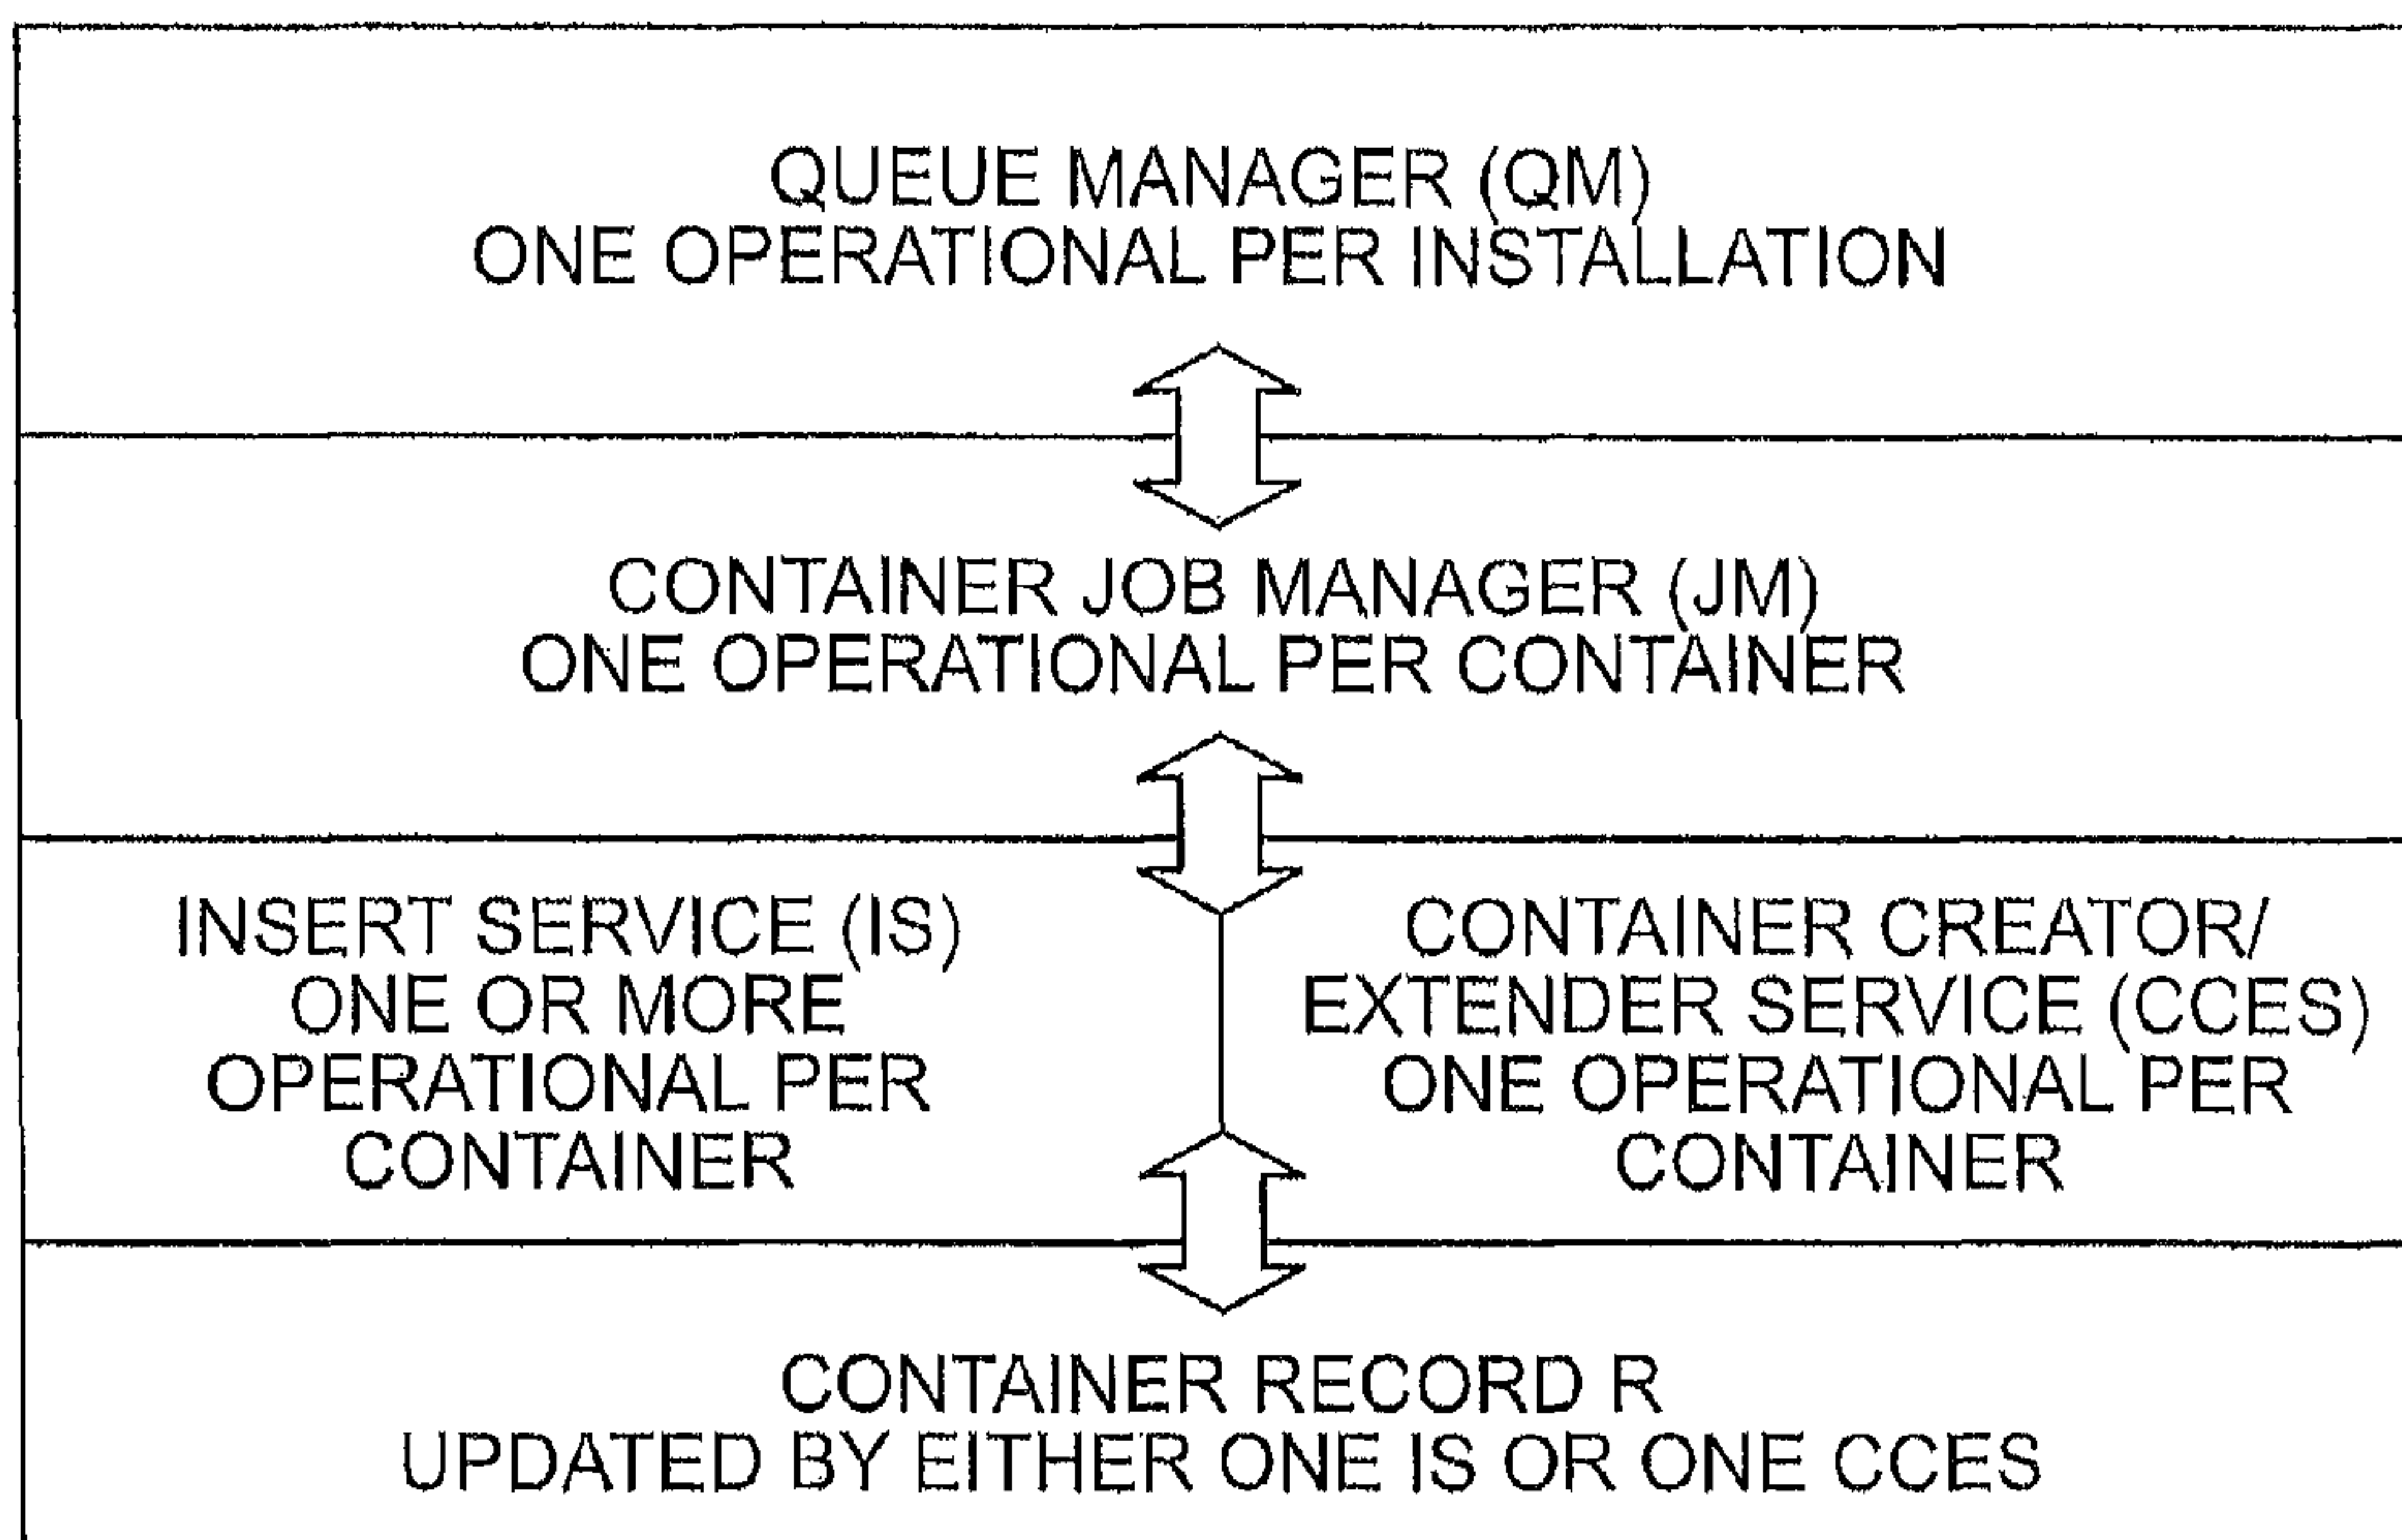 QUEUE MANAGER (QM)
ONE OPERATIONAL PER INSTALLATION
CONTAINER JOB MANAGER (JM)
ONE OPERATIONAL PER CONTAINER
INSERT SERVICE (IS)
ONE OR MORE
OPERATIONAL PER
CONTAINER
CONTAINER CREATOR/
EXTENDER SERVICE (CCES)
ONE OPERATIONAL PER
CONTAINER
CONTAINER RECORD R
UPDATED BY EITHER ONE IS OR ONE CCES